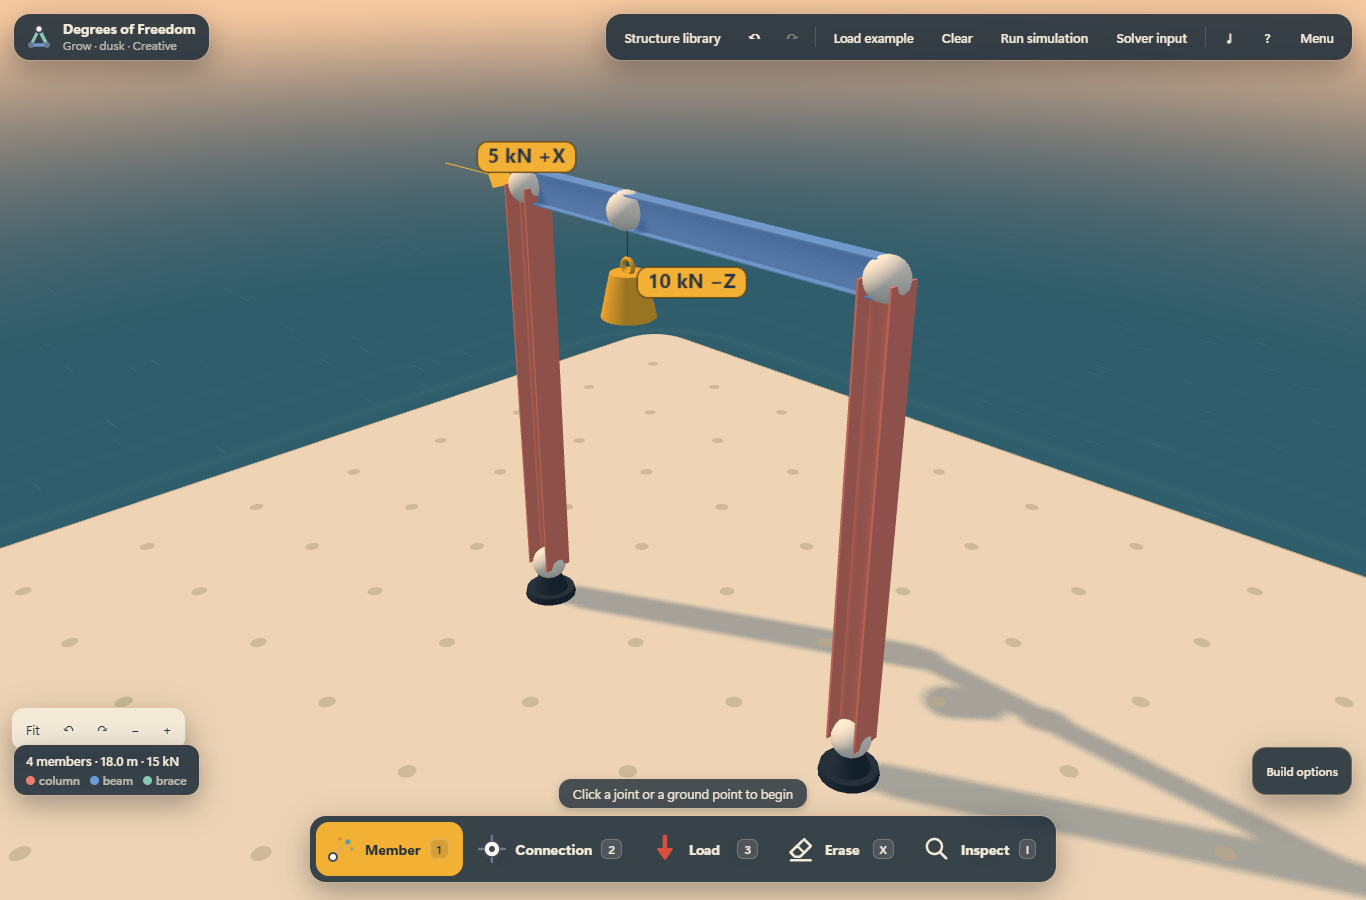 Degrees of Freedom
Grow · dusk · Creative
Structure library
Load example
Clear
Run simulation
Solver input
?
Menu
5 kN +X
10 kN −Z
Fit
−
+
4 members · 18.0 m · 15 kN
column
beam
brace
Build options
Click a joint or a ground point to begin
Member 1
Connection 2
Load 3
Erase X
Inspect I